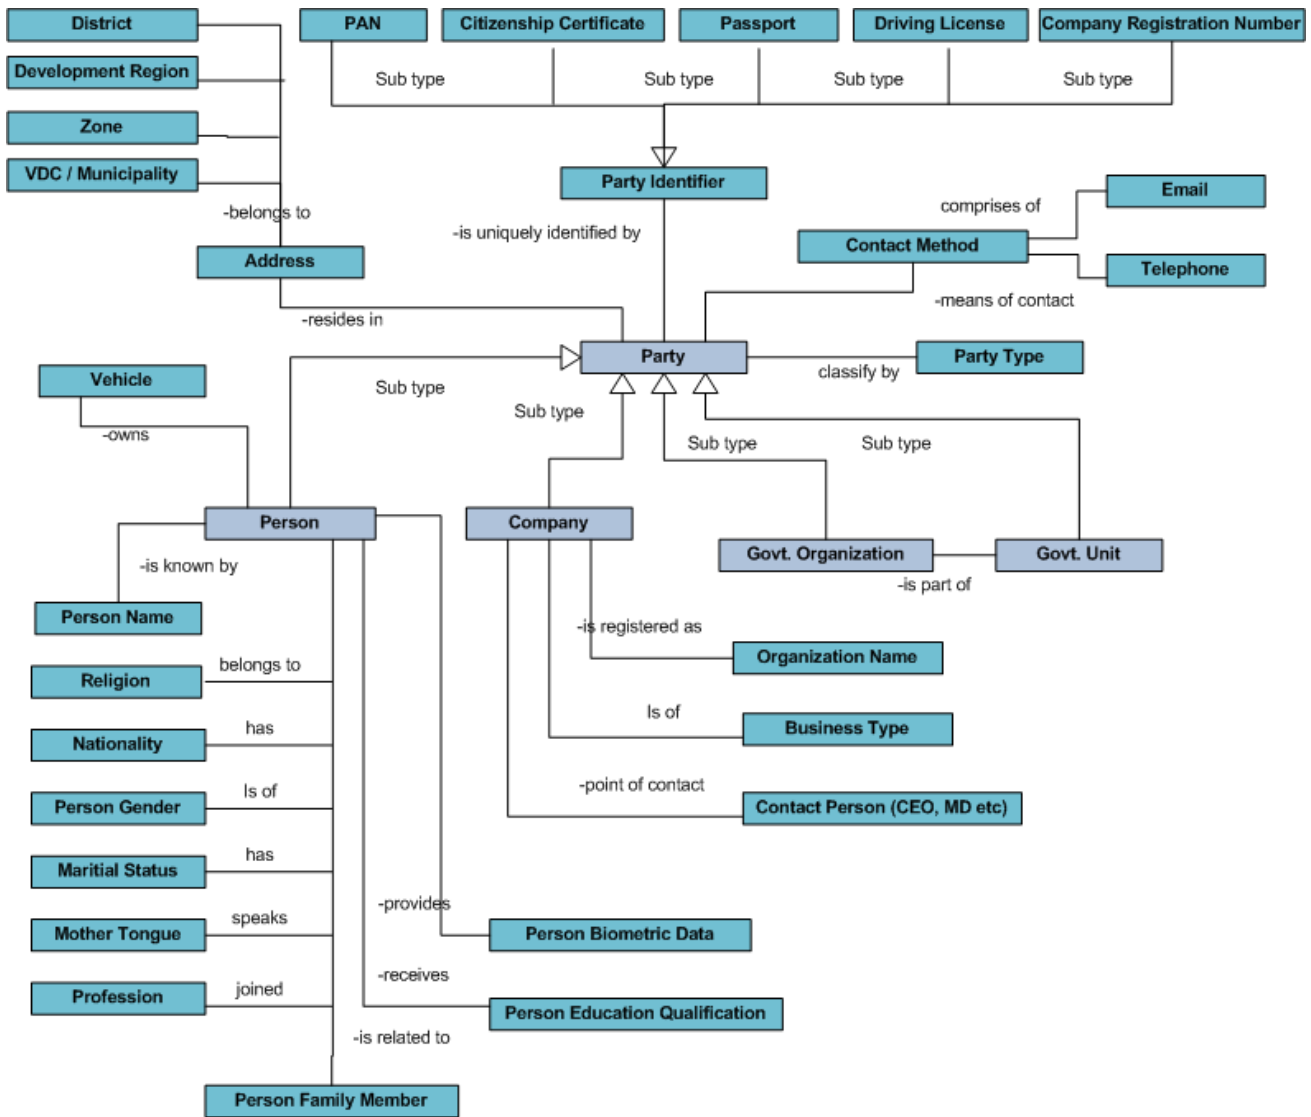 District
PAN
Citizenship Certificate
Passport
Driving License
Company Registration Number
Development Region
Sub type
Sub type
Sub type
Sub type
Zone
VDC / Municipality
Party Identifier
Email
-belongs to
comprises of
-is uniquely identified by
Contact Method
Address
Telephone
-means of contact
-resides in
Party
Party Type
Vehicle
Sub type
classify by
Sub type
-owns
Sub type
Sub type
Person
Company
Govt. Organization
Govt. Unit
-is known by
-is part of
Person Name
-is registered as
Organization Name
belongs to
Religion
Is of
Business Type
has
Nationality
-point of contact
Is of
Person Gender
Contact Person (CEO, MD etc)
has
Maritial Status
-provides
speaks
Mother Tongue
Person Biometric Data
-receives
joined
Profession
Person Education Qualification
-is related to
Person Family Member